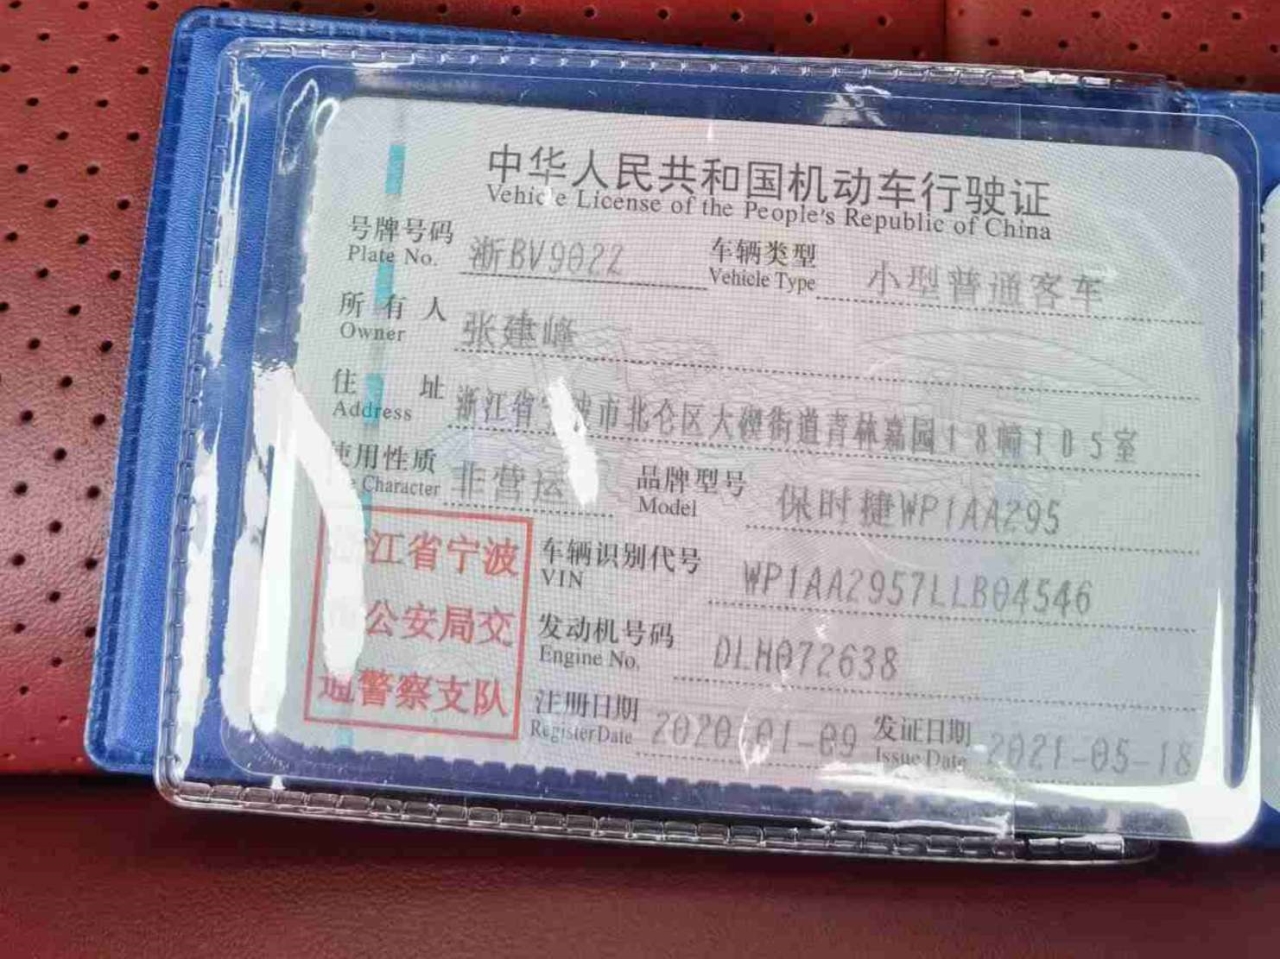 中华人民共和国机动车行驶证
Vehicle License of the People's Republic of China
号牌号码 浙BV9022 车辆类型 小型普通客车
Plate No. Vehicle Type
所有人 张建峰
Owner
住址 浙江省宁波市北仑区大碶街道青林嘉园18幢105室
Address
使用性质 非营运 品牌型号 保时捷WP1AA295
Character Model
江省宁波
公安局交
通警察支队
车辆识别代号 WP1AA2957LLB04546
VIN
发动机号码 DLH072638
Engine No.
注册日期 2020-01-09 发证日期 2021-05-18
Register Date Issue Date